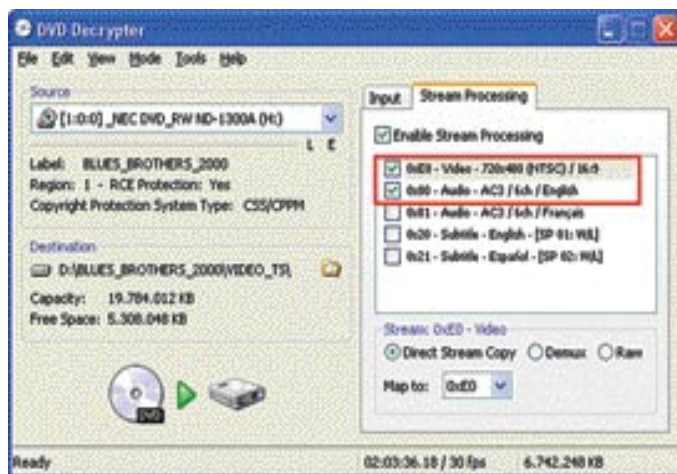 DVD Decrypter
File Edit View Mode Tools Help
Source
[1:0:0] _NEC DVD_RW ND-1300A (H:)
L E
Label: BLUES_BROTHERS_2000
Region: 1 - RCE Protection: Yes
Copyright Protection System Type: CSS/CPPM
Destination
D:\BLUES_BROTHERS_2000\VIDEO_TS\
Capacity: 19.784.012 KB
Free Space: 5.308.048 KB
DVD
Input Stream Processing
Enable Stream Processing
0xE0 - Video - 720x480 (NTSC) / 16:9
0x80 - Audio - AC3 / 6ch / English
0x81 - Audio - AC3 / 6ch / Français
0x20 - Subtitle - English - [SP 01: W/L]
0x21 - Subtitle - Español - [SP 02: W/L]
Stream: 0xE0 - Video
Direct Stream Copy Demux Raw
Map to: 0xE0
Ready 02:03:36.18 / 30 fps 6.742.248 KB